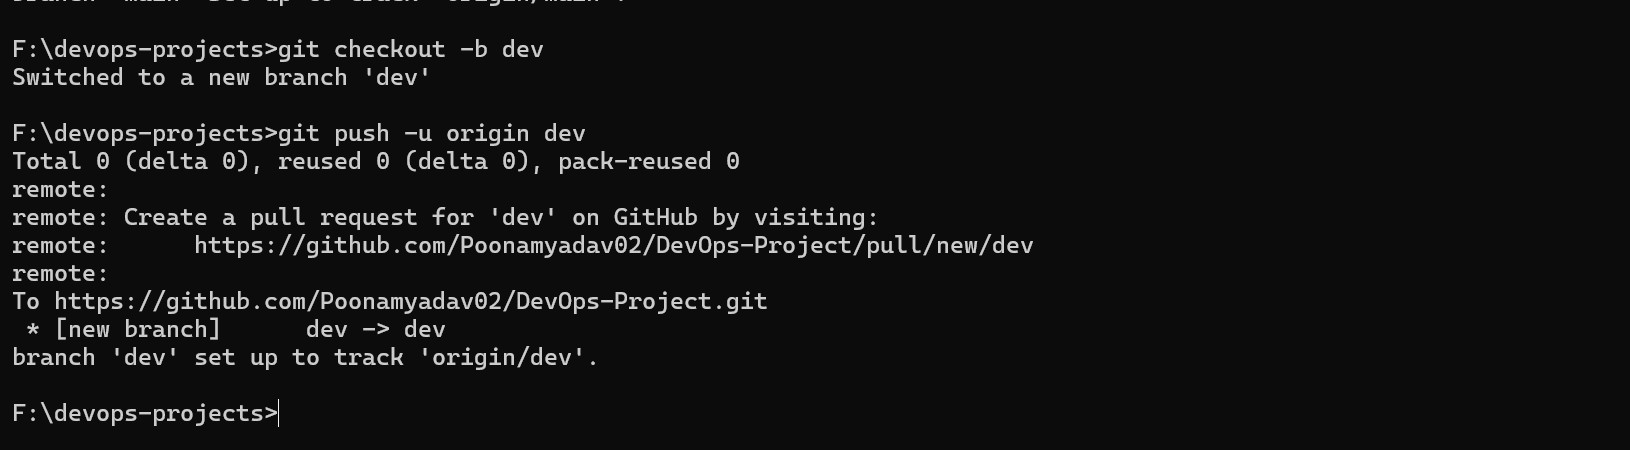 F:\devops-projects>git checkout -b dev
Switched to a new branch 'dev'
F:\devops-projects>git push -u origin dev
Total 0 (delta 0), reused 0 (delta 0), pack-reused 0
remote:
remote: Create a pull request for 'dev' on GitHub by visiting:
remote:      https://github.com/Poonamyadav02/DevOps-Project/pull/new/dev
remote:
To https://github.com/Poonamyadav02/DevOps-Project.git
 * [new branch]      dev -> dev
branch 'dev' set up to track 'origin/dev'.
F:\devops-projects>